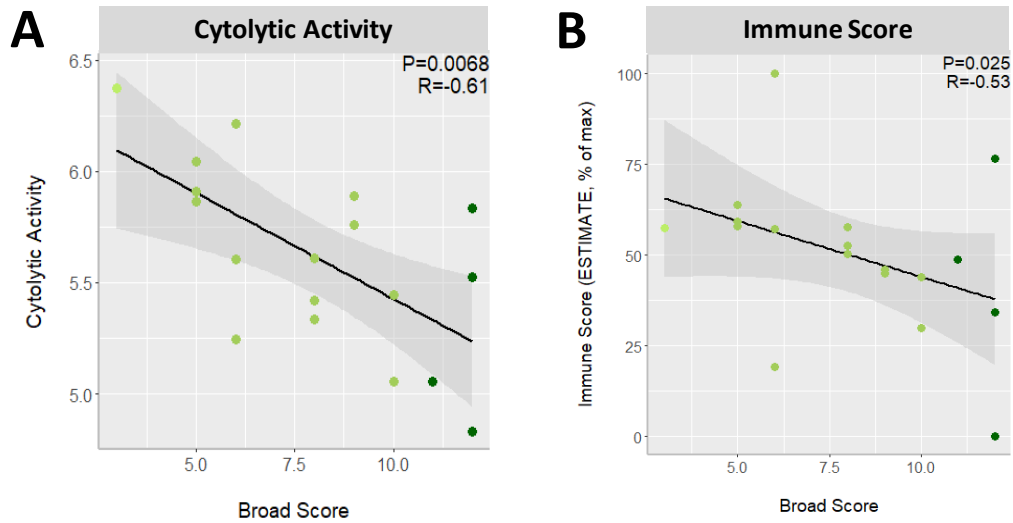 A
Cytolytic Activity
P=0.0068
R=-0.61
6.5
6.0
5.5
5.0
Cytolytic Activity
5.0
7.5
10.0
Broad Score
B
Immune Score
P=0.025
R=-0.53
100
75
50
25
0
Immune Score (ESTIMATE, % of max)
5.0
7.5
10.0
Broad Score